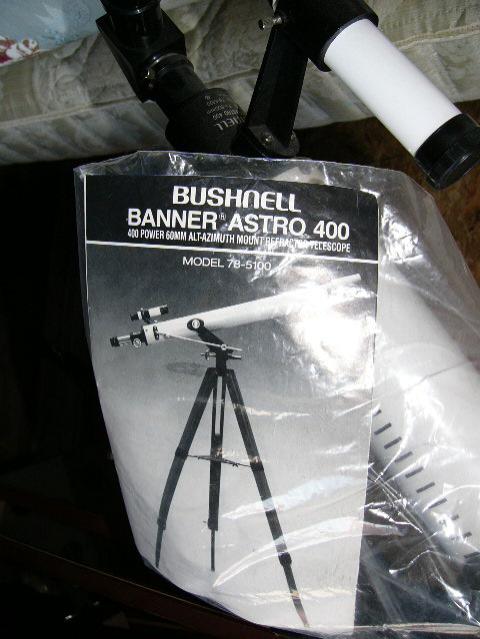 BUSHNELL
BANNER® ASTRO 400
400 POWER 60MM ALT-AZIMUTH MOUNT REFRACTOR TELESCOPE
MODEL 78-5100